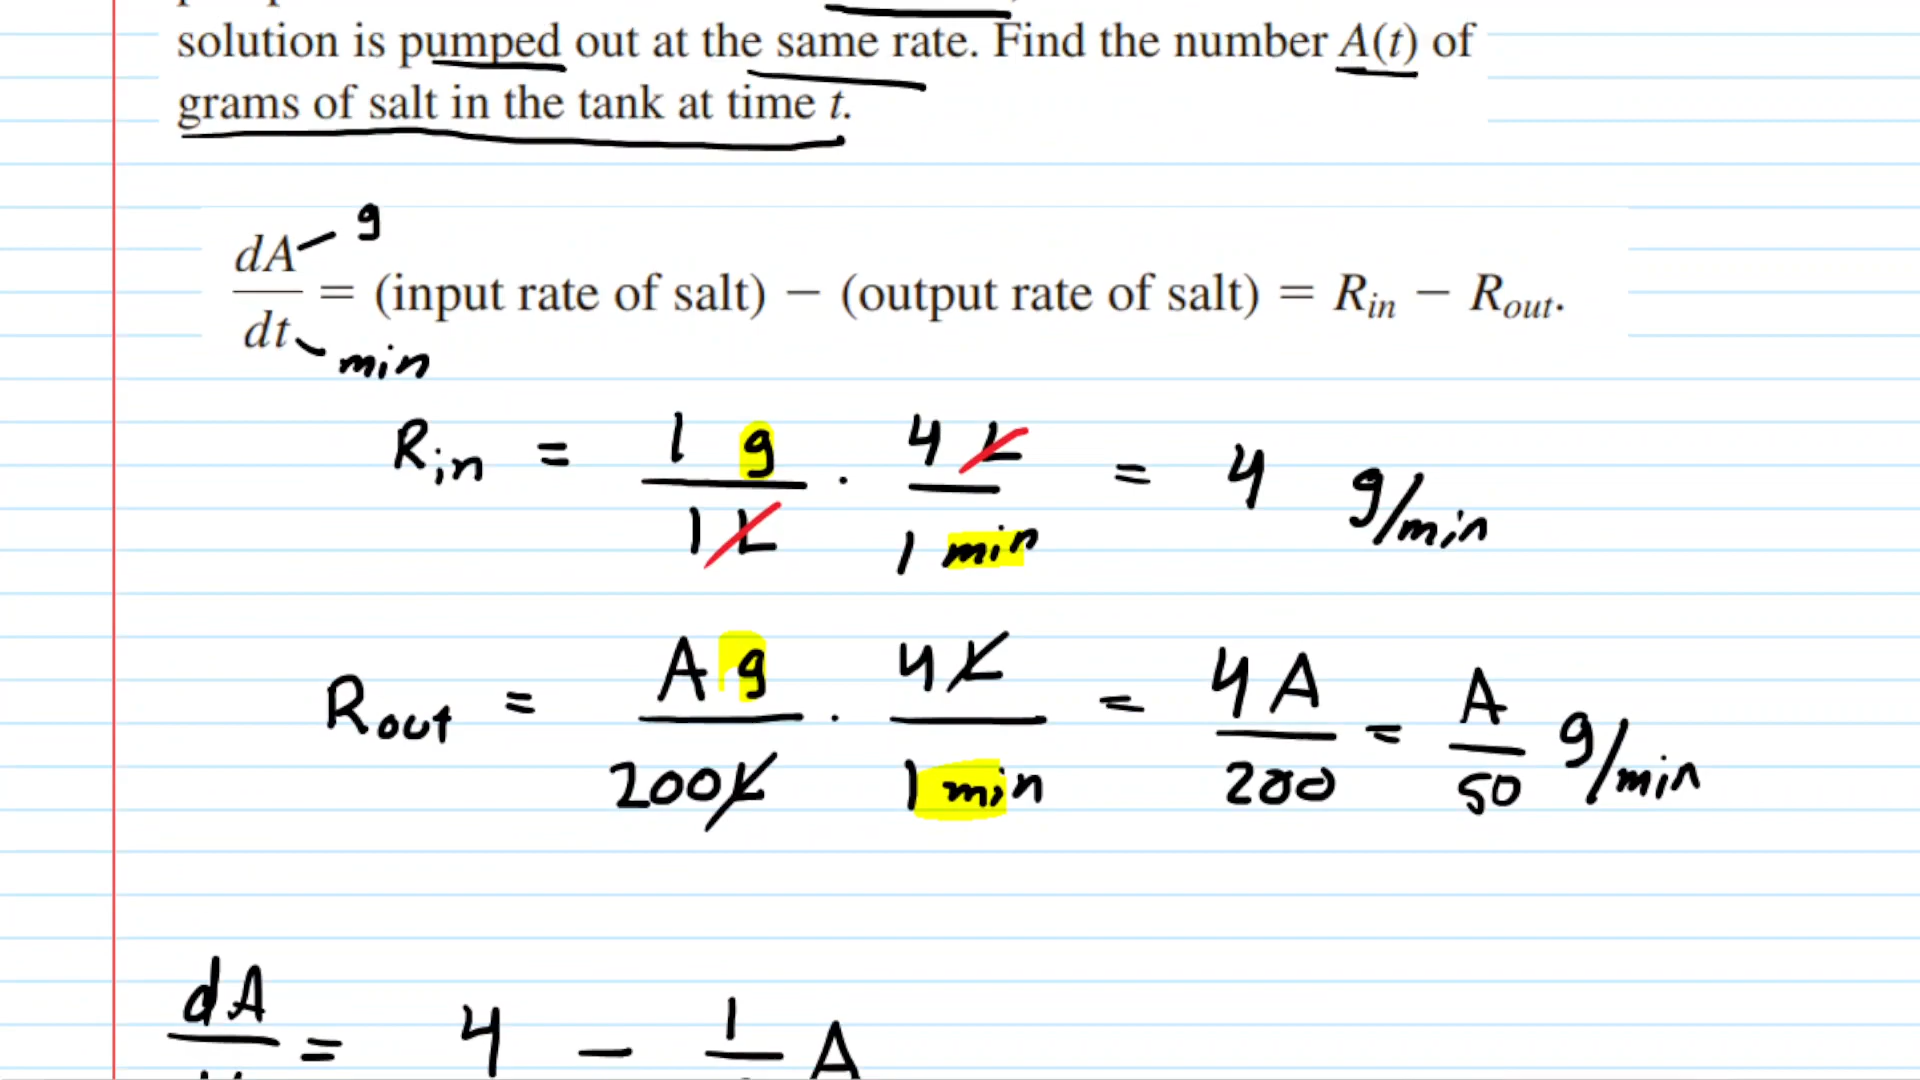 solution is pumped out at the same rate. Find the number A(t) of
grams of salt in the tank at time t.
dA/dt = (input rate of salt) − (output rate of salt) = R_in − R_out.
g
min
R_in = 1 g / 1 L · 4 L / 1 min = 4 g/min
R_out = A g / 200 L · 4 L / 1 min = 4A / 200 = A / 50 g/min
dA = 4 − 1 A